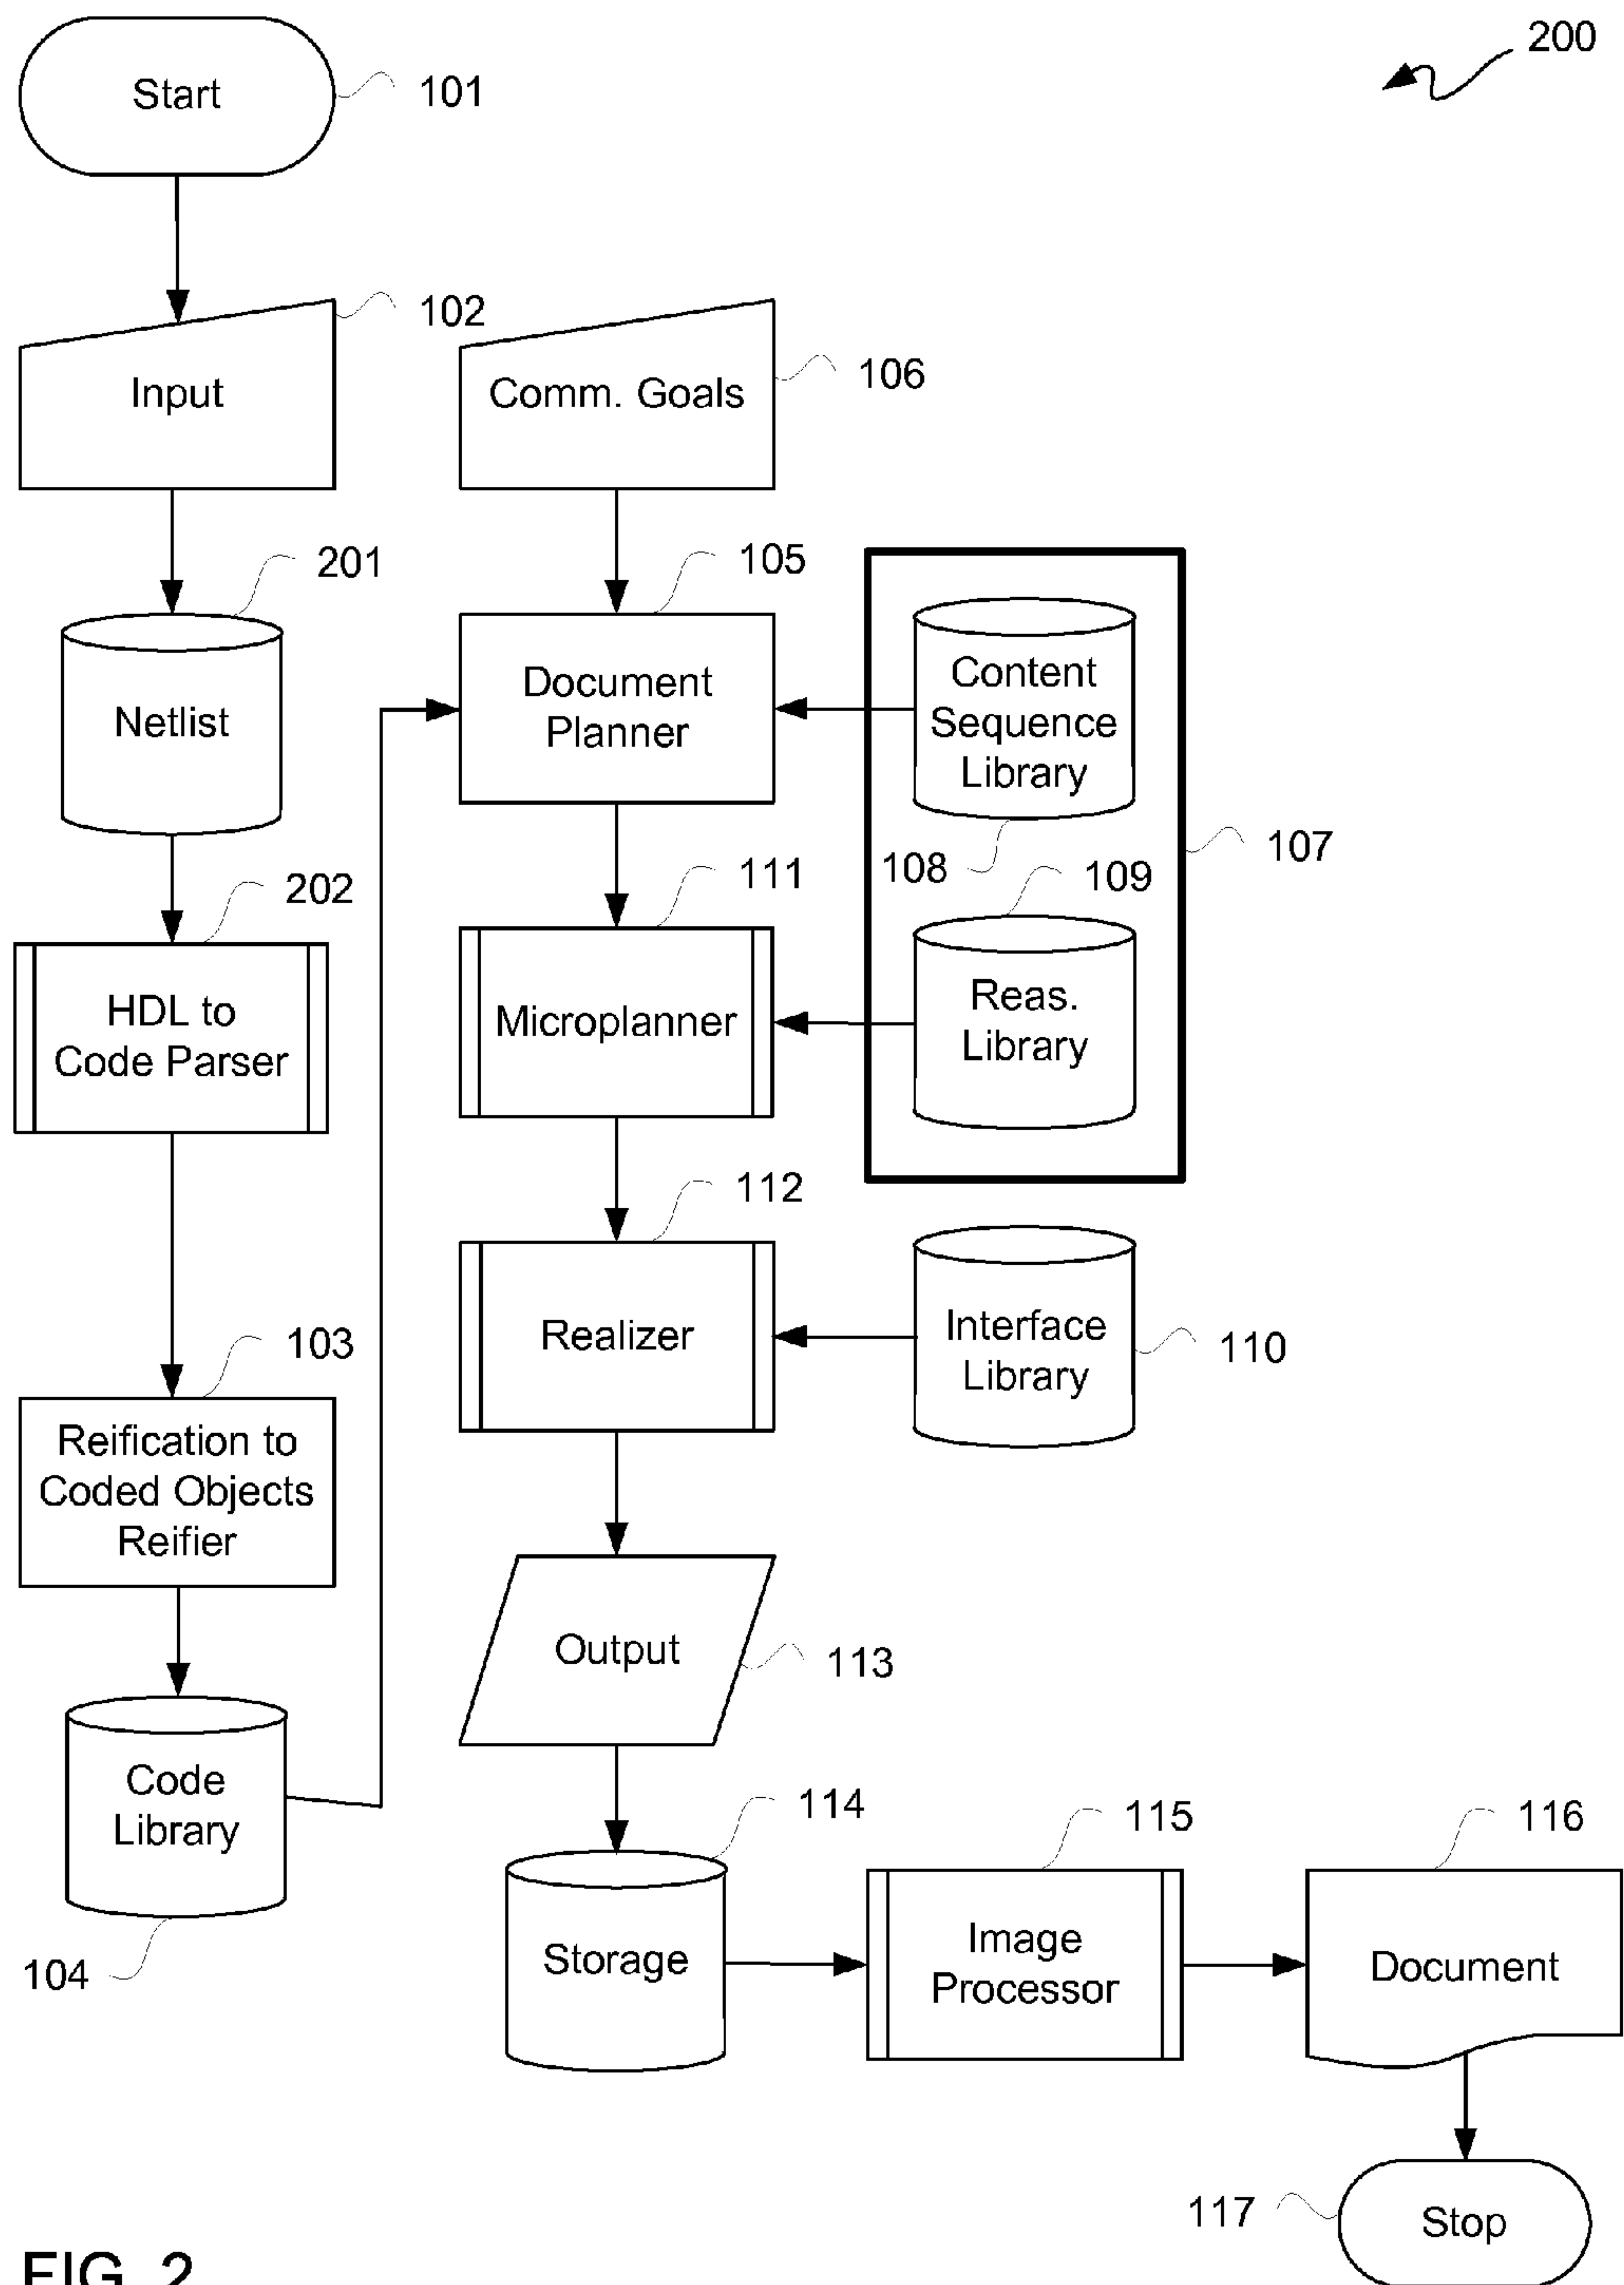 200
Start
101
Input
102
Comm. Goals
106
Netlist
201
Document
Planner
105
Content
Sequence
Library
108
107
HDL to
Code Parser
202
Microplanner
111
Reas.
Library
109
Realizer
112
Interface
Library
110
Reification to
Coded Objects
Reifier
103
Output
113
Code
Library
104
Storage
114
Image
Processor
115
Document
116
Stop
117
FIG. 2